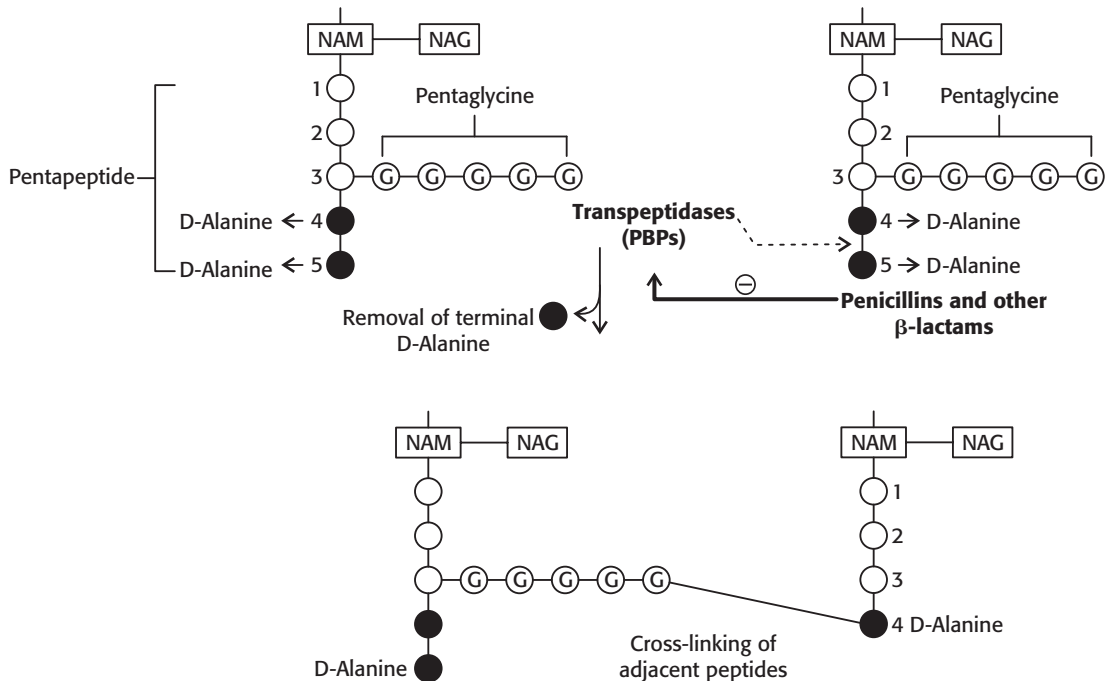 NAM NAG NAM NAG
1 1
Pentaglycine Pentaglycine
2 2
Pentapeptide 3 G G G G G 3 G G G G G
D-Alanine 4 Transpeptidases 4 D-Alanine
(PBPs)
D-Alanine 5 5 D-Alanine
Penicillins and other
β-lactams
Removal of terminal
D-Alanine
NAM NAG NAM NAG
1
2
G G G G G 3
4 D-Alanine
Cross-linking of
adjacent peptides
D-Alanine